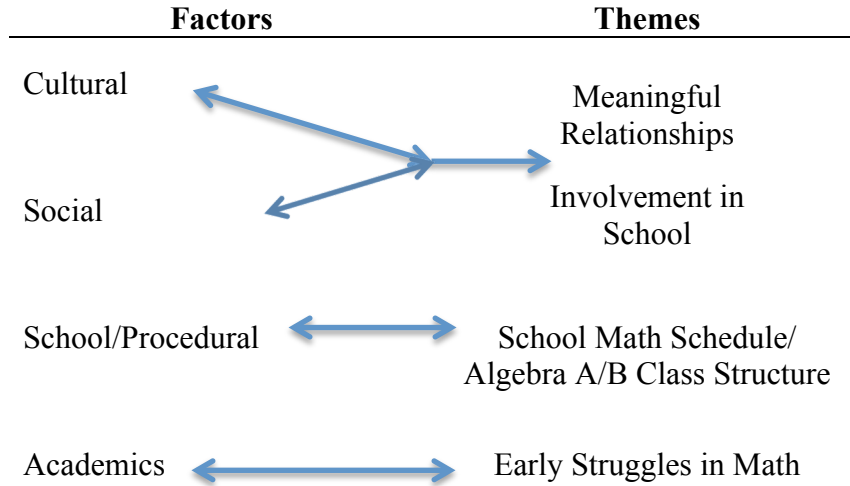 Factors Themes
Cultural
Meaningful
Relationships
Social
Involvement in
School
School/Procedural School Math Schedule/
Algebra A/B Class Structure
Academics Early Struggles in Math